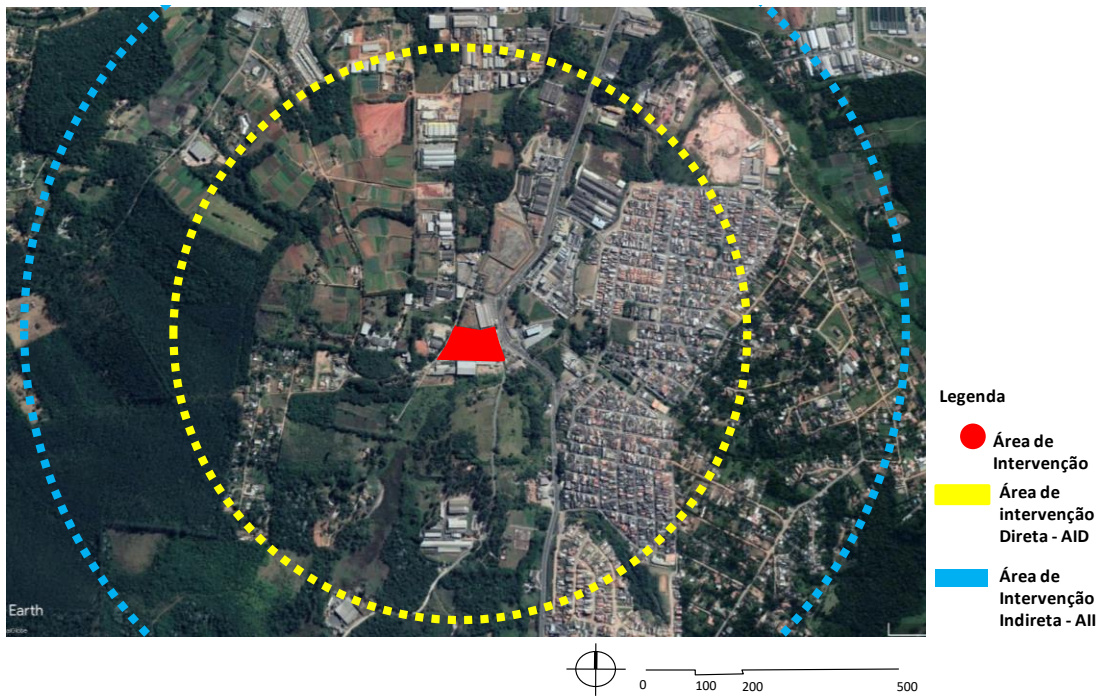 Legenda
Área de
Intervenção
Área de
intervenção
Direta - AID
Área de
Intervenção
Indireta - AII
Earth
0 100 200 500